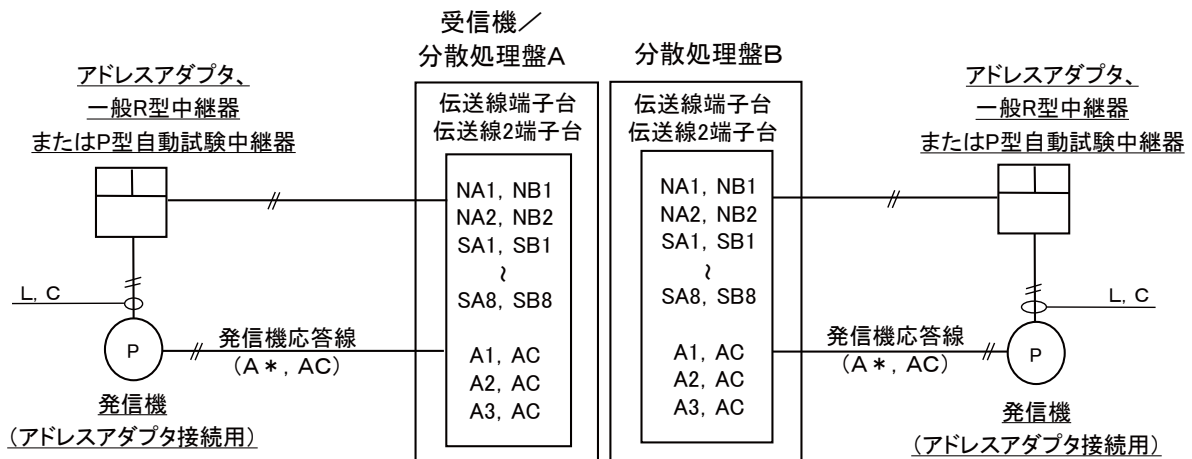 受信機／
分散処理盤A
分散処理盤B
アドレスアダプタ、
一般R型中継器
またはP型自動試験中継器
伝送線端子台
伝送線2端子台
NA1, NB1
NA2, NB2
SA1, SB1
～
SA8, SB8
A1, AC
A2, AC
A3, AC
L, C
P
発信機応答線
(A＊, AC)
発信機
(アドレスアダプタ接続用)
伝送線端子台
伝送線2端子台
NA1, NB1
NA2, NB2
SA1, SB1
～
SA8, SB8
A1, AC
A2, AC
A3, AC
アドレスアダプタ、
一般R型中継器
またはP型自動試験中継器
L, C
発信機応答線
(A＊, AC)
P
発信機
(アドレスアダプタ接続用)